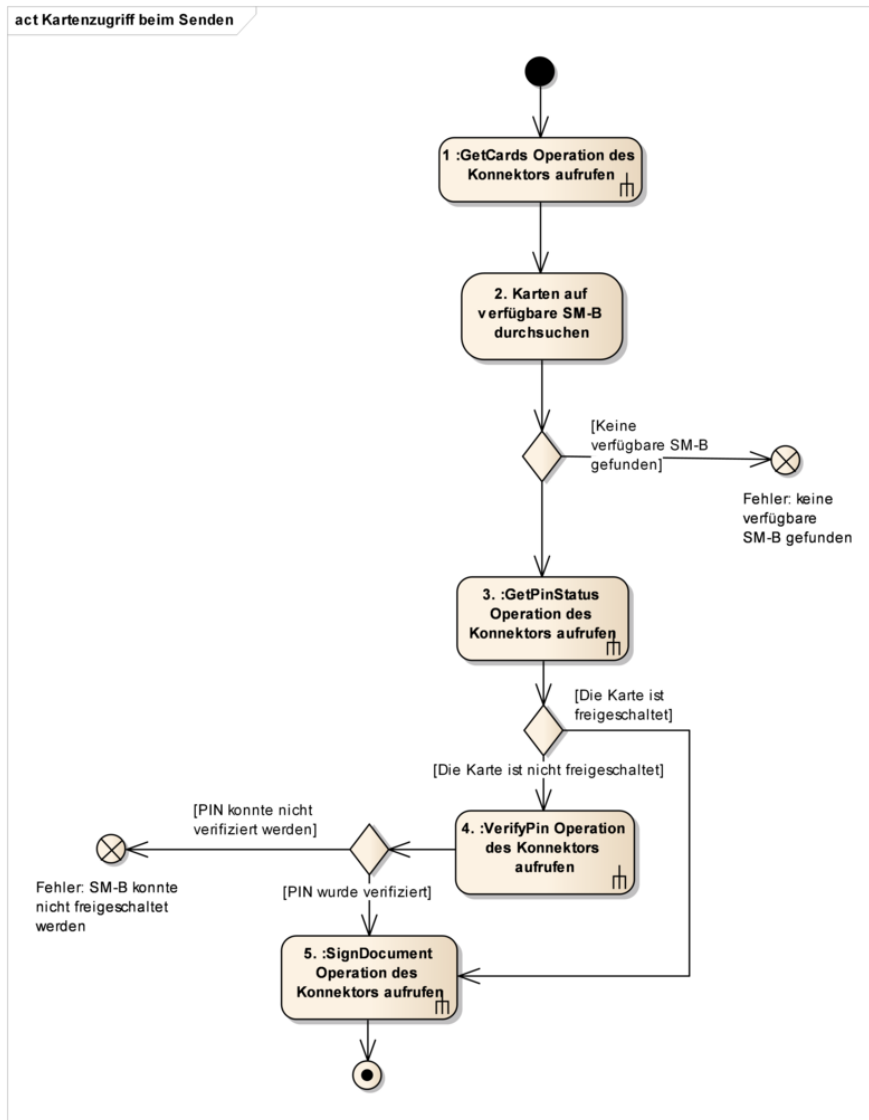 act Kartenzugriff beim Senden
1 :GetCards Operation des
Konnektors aufrufen
2. Karten auf
verfügbare SM-B
durchsuchen
[Keine
verfügbare SM-B
gefunden]
Fehler: keine
verfügbare
SM-B gefunden
3. :GetPinStatus
Operation des
Konnektors aufrufen
[Die Karte ist
freigeschaltet]
[Die Karte ist nicht freigeschaltet]
[PIN konnte nicht
verifiziert werden]
4. :VerifyPin Operation
des Konnektors
aufrufen
Fehler: SM-B konnte
nicht freigeschaltet
werden
[PIN wurde verifiziert]
5. :SignDocument
Operation des
Konnektors aufrufen